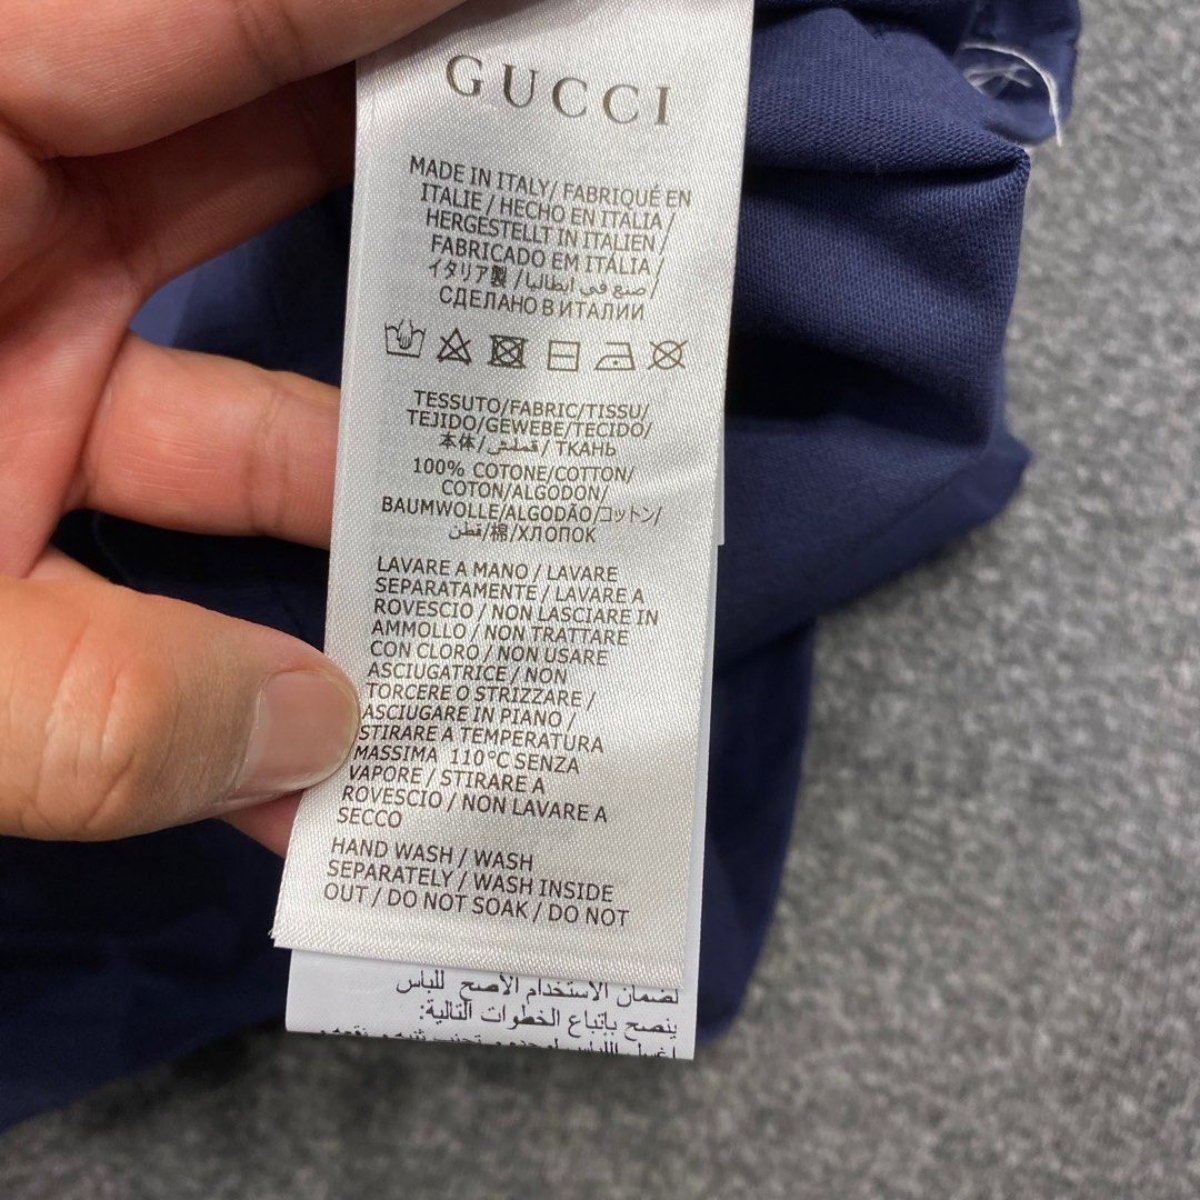 GUCCI
MADE IN ITALY/ FABRIQUÉ EN
ITALIE / HECHO EN ITALIA /
HERGESTELLT IN ITALIEN /
FABRICADO EM ITÁLIA /
イタリア製 / صنع في ايطاليا /
СДЕЛАНО В ИТАЛИИ
TESSUTO/FABRIC/TISSU/
TEJIDO/GEWEBE/TECIDO/
本体/قماش/ ТКАНЬ
100% COTONE/COTTON/
COTON/ALGODON/
BAUMWOLLE/ALGODÃO/コットン/
قطن/棉/ХЛОПОК
LAVARE A MANO / LAVARE
SEPARATAMENTE / LAVARE A
ROVESCIO / NON LASCIARE IN
AMMOLLO / NON TRATTARE
CON CLORO / NON USARE
ASCIUGATRICE / NON
TORCERE O STRIZZARE /
ASCIUGARE IN PIANO /
STIRARE A TEMPERATURA
MASSIMA 110°C SENZA
VAPORE / STIRARE A
ROVESCIO / NON LAVARE A
SECCO
HAND WASH / WASH
SEPARATELY / WASH INSIDE
OUT / DO NOT SOAK / DO NOT
لضمان الاستخدام الأصح للباس
ينصح بإتباع الخطوات التالية: